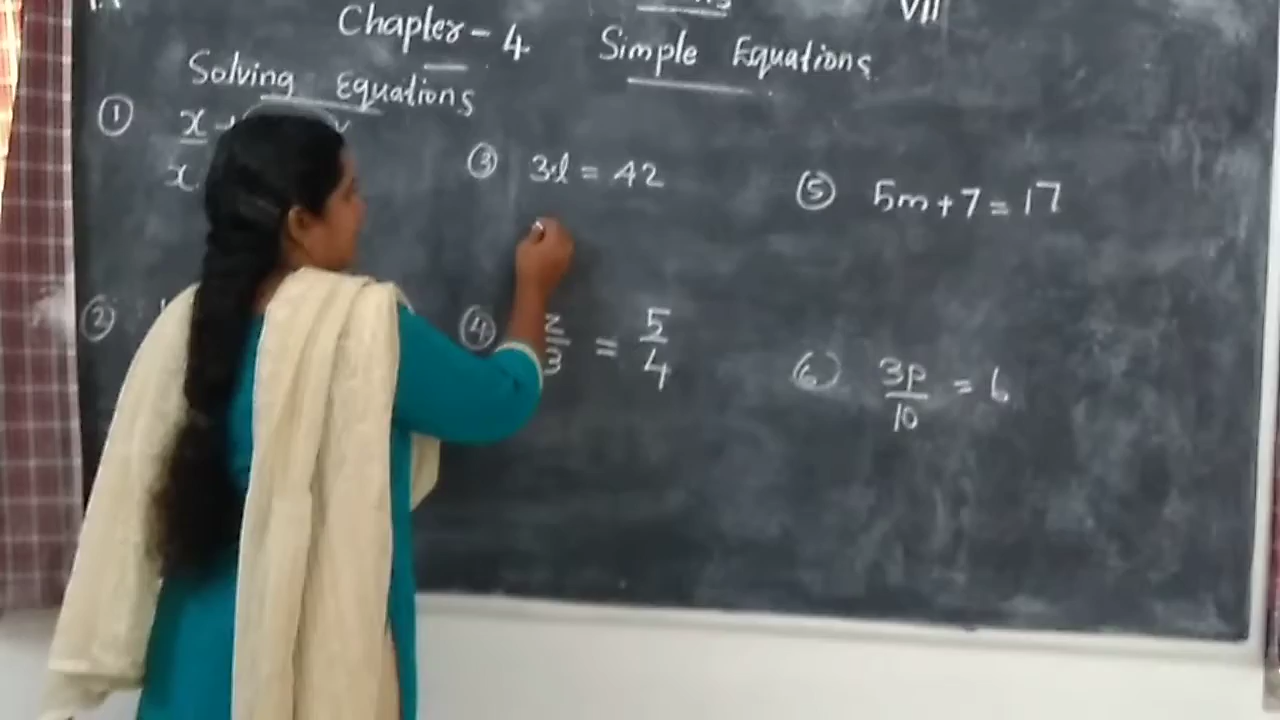 VII
Chapter - 4 Simple Equations
Solving Equations
① x
x
② 
③ 3l = 42
④ z/3 = 5/4
⑤ 5m + 7 = 17
⑥ 3p/10 = 6